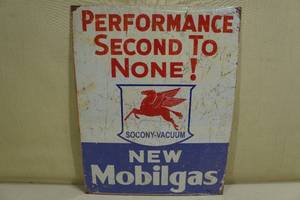 PERFORMANCE
SECOND TO
NONE!
SOCONY-VACUUM
NEW
Mobilgas